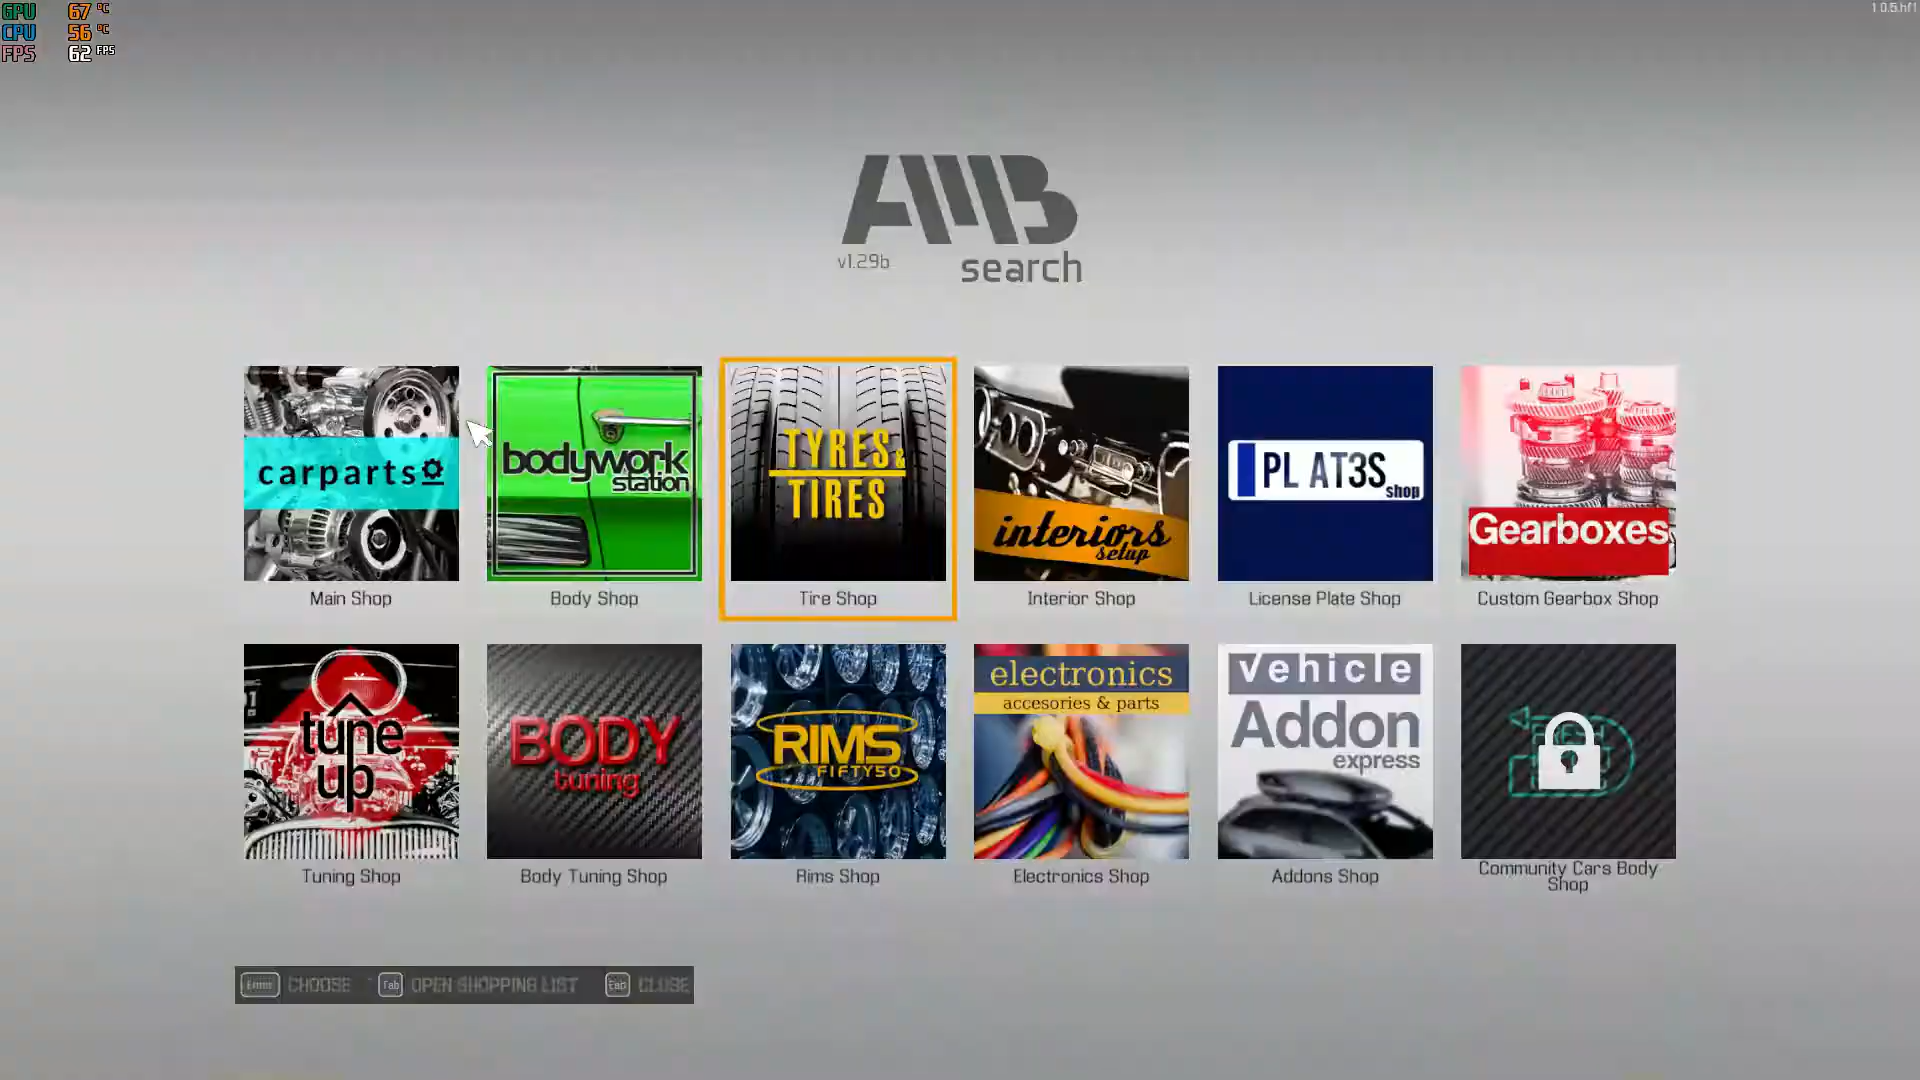 GPU 67 °C
CPU 56 °C
FPS 62 FPS
1.0.5.hf1
AMB
v1.29b search
carparts
bodywork
station
TYRES &
TIRES
interiors
setup
PL AT3S
shop
Gearboxes
Main Shop
Body Shop
Tire Shop
Interior Shop
License Plate Shop
Custom Gearbox Shop
tune
up
BODY
tuning
RIMS
FIFTY50
electronics
accesories & parts
vehicle
Addon
express
Tuning Shop
Body Tuning Shop
Rims Shop
Electronics Shop
Addons Shop
Community Cars Body
Shop
Enter CHOOSE Tab OPEN SHOPPING LIST Esc CLOSE